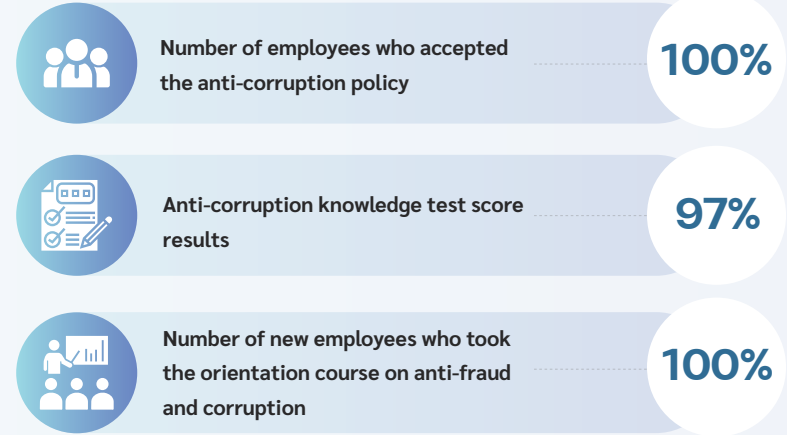 Number of employees who accepted
the anti-corruption policy
100%
Anti-corruption knowledge test score
results
97%
Number of new employees who took
the orientation course on anti-fraud
and corruption
100%